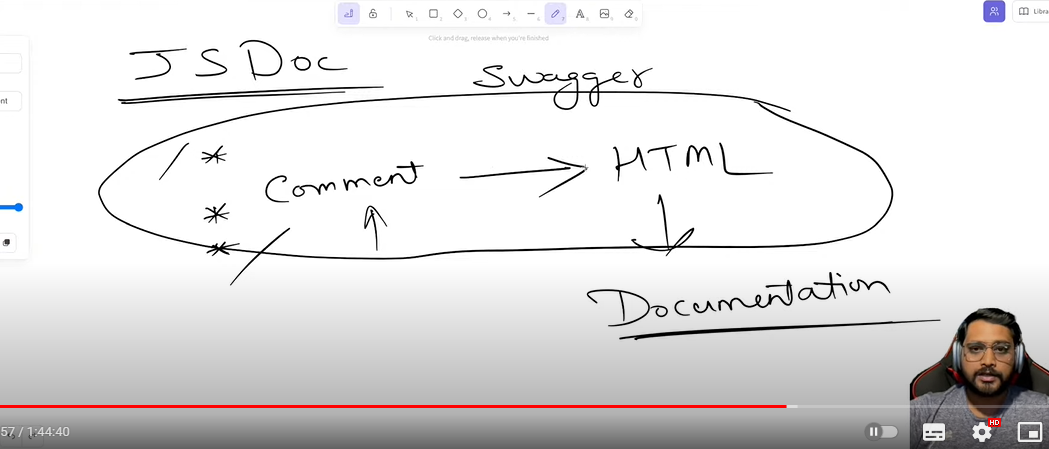 Libra
Click and drag, release when you're finished
nt
JSDoc
Swagger
/*
Comment → HTML
*
*/
Documentation
57 / 1:44:40
HD